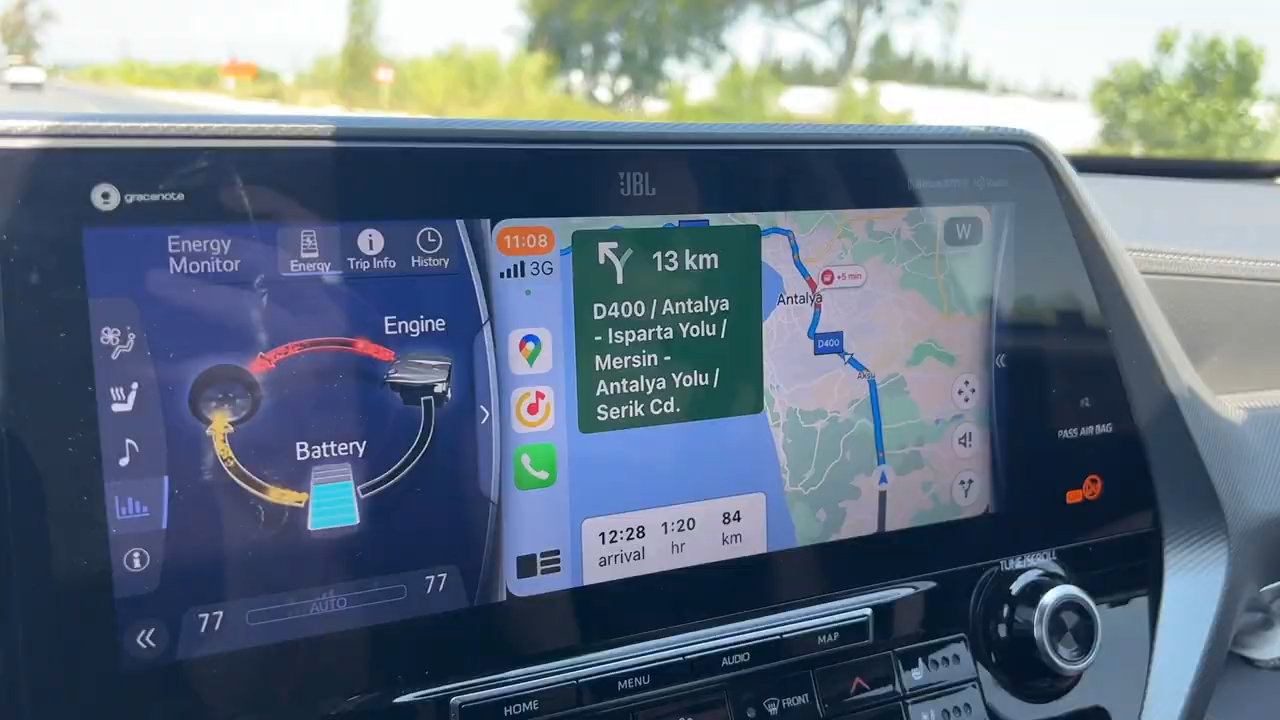 gracenote
JBL
Energy
Monitor
Energy
Trip Info
History
Engine
Battery
77
AUTO
77
11:08
3G
13 km
D400 / Antalya
- Isparta Yolu /
Mersin -
Antalya Yolu /
Serik Cd.
12:28
arrival
1:20
hr
84
km
W
+5 min
Antalya
D400
Aksu
PASS AIR BAG
TUNE/SCROLL
HOME
MENU
AUDIO
MAP
FRONT